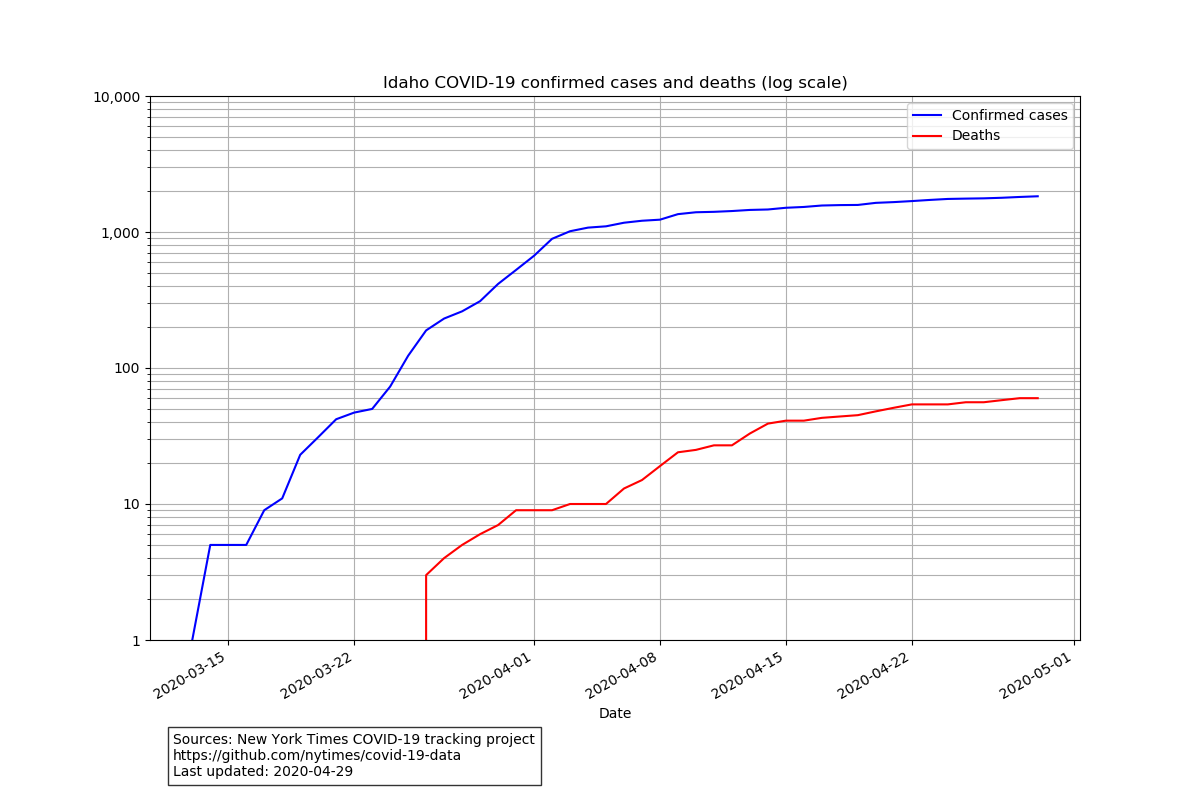 Idaho COVID-19 confirmed cases and deaths (log scale)
10,000
1,000
100
10
1
Confirmed cases
Deaths
2020-03-15
2020-03-22
2020-04-01
2020-04-08
2020-04-15
2020-04-22
2020-05-01
Date
Sources: New York Times COVID-19 tracking project
https://github.com/nytimes/covid-19-data
Last updated: 2020-04-29